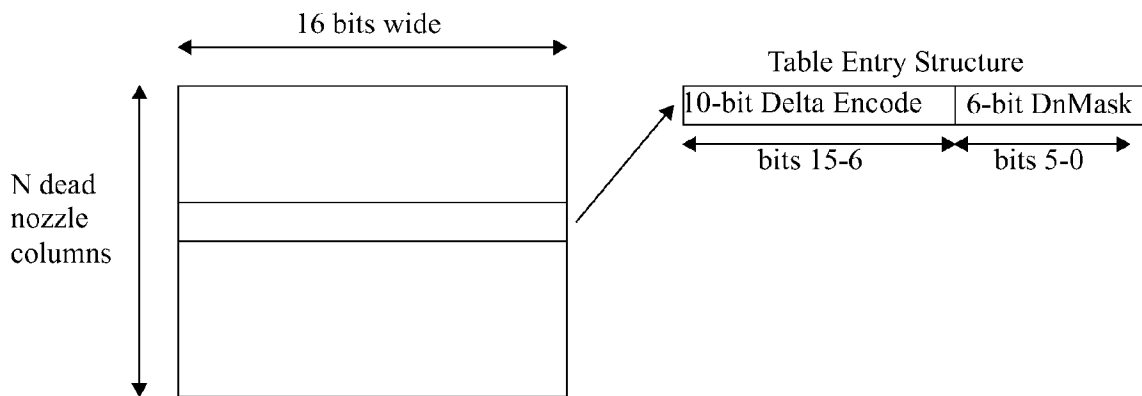 16 bits wide
Table Entry Structure
10-bit Delta Encode
6-bit DnMask
bits 15-6
bits 5-0
N dead
nozzle
columns